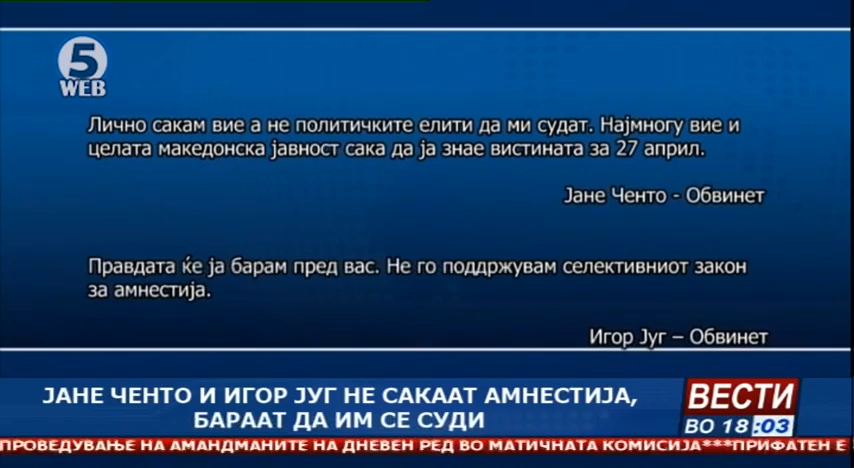 5
WEB
Лично сакам вие а не политичките елити да ми судат. Најмногу вие и
целата македонска јавност сака да ја знае вистината за 27 април.
Јане Ченто - Обвинет
Правдата ќе ја барам пред вас. Не го поддржувам селективниот закон
за амнестија.
Игор Југ – Обвинет
ЈАНЕ ЧЕНТО И ИГОР ЈУГ НЕ САКААТ АМНЕСТИЈА,
БАРААТ ДА ИМ СЕ СУДИ
ВЕСТИ
ВО 18:03
ПРОВЕДУВАЊЕ НА АМАНДМАНИТЕ НА ДНЕВЕН РЕД ВО МАТИЧНАТА КОМИСИЈА***ПРИФАТЕН Е